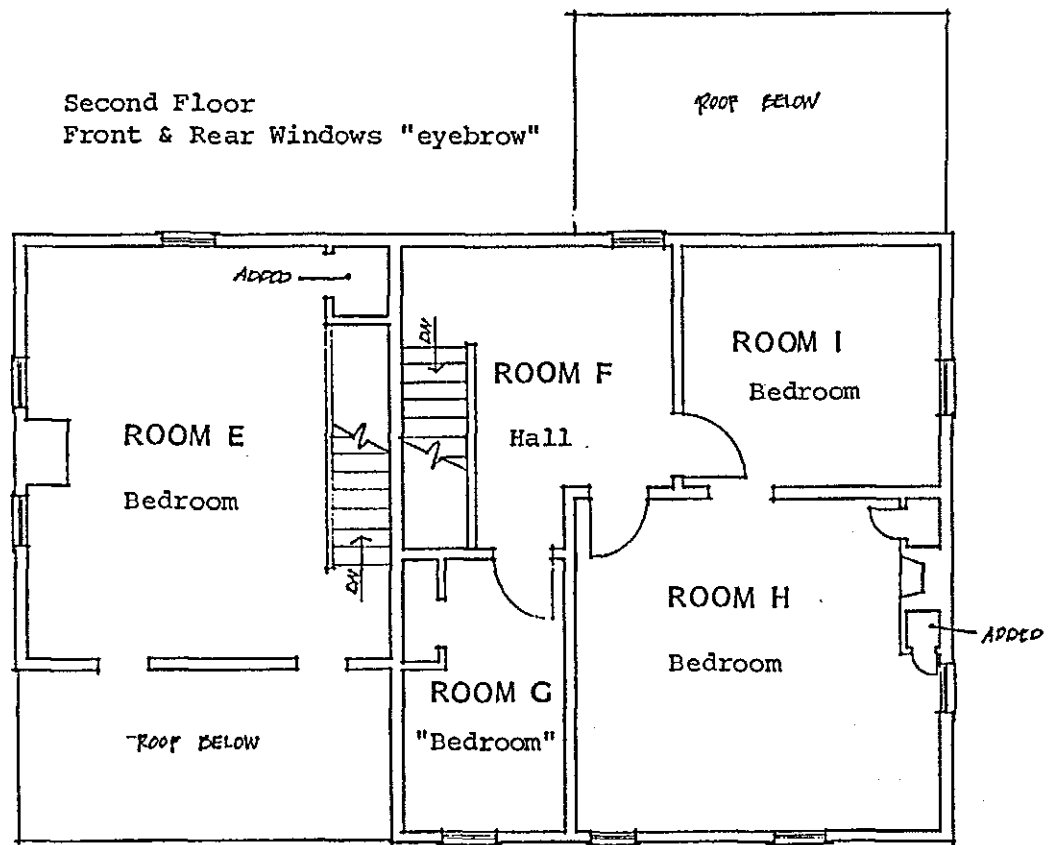 Second Floor
Front & Rear Windows "eyebrow"
ROOF BELOW
ADDED
DN
ROOM F
Hall
ROOM I
Bedroom
ROOM E
Bedroom
DN
ROOM H
Bedroom
ADDED
ROOM G
"Bedroom"
ROOF BELOW